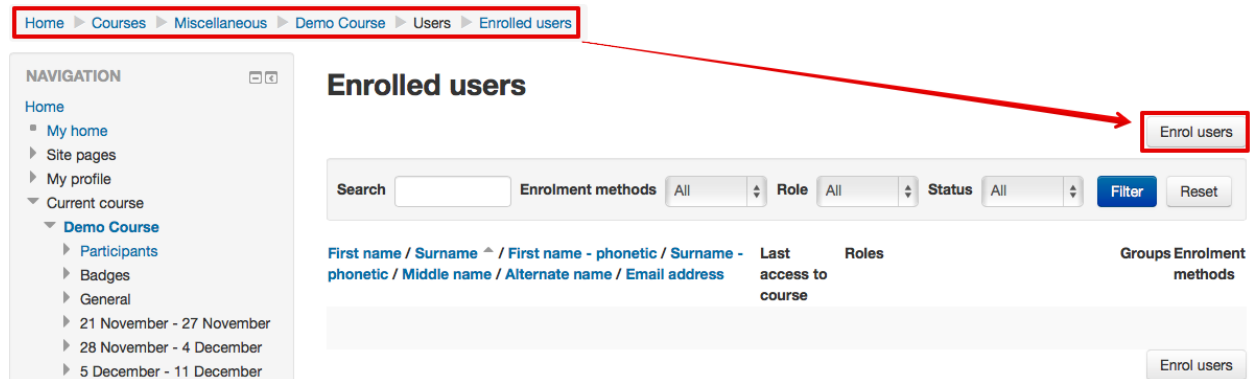 Home Courses Miscellaneous Demo Course Users Enrolled users
NAVIGATION
Home
My home
Site pages
My profile
Current course
Demo Course
Participants
Badges
General
21 November - 27 November
28 November - 4 December
5 December - 11 December
Enrolled users
Enrol users
Search Enrolment methods All Role All Status All Filter Reset
First name / Surname / First name - phonetic / Surname -
phonetic / Middle name / Alternate name / Email address
Last
access to
course
Roles
Groups
Enrolment
methods
Enrol users